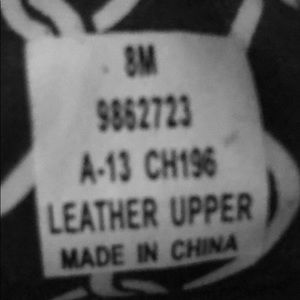 8M
9862723
A-13 CH196
LEATHER UPPER
MADE IN CHINA